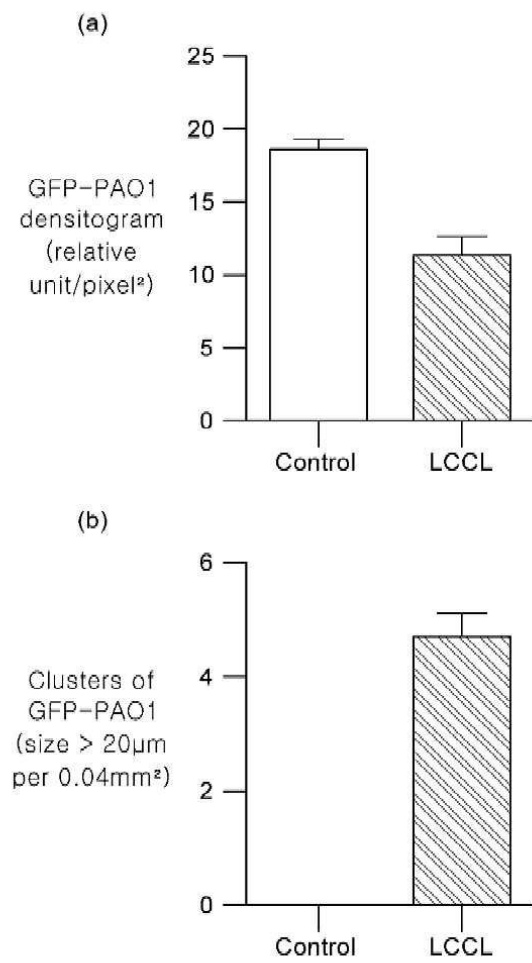 (a)
25
20
15
10
5
0
GFP-PAO1
densitogram
(relative
unit/pixel²)
Control LCCL
(b)
6
4
2
0
Clusters of
GFP-PAO1
(size > 20μm
per 0.04mm²)
Control LCCL